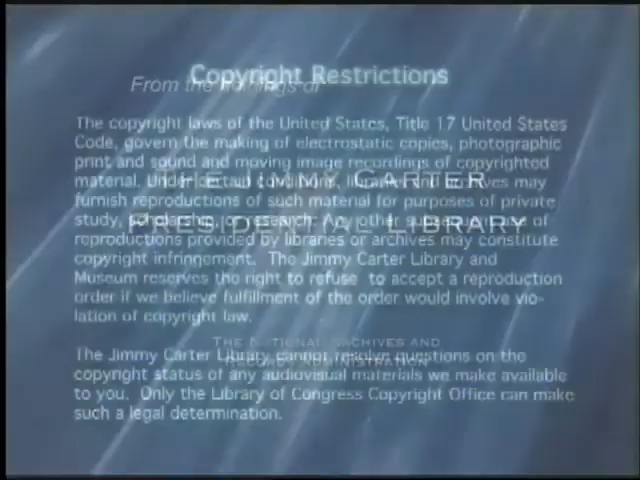 Copyright Restrictions
From the holdings of
The copyright laws of the United States, Title 17 United States
Code, govern the making of electrostatic copies, photographic
print and sound and moving image recordings of copyrighted
material. Under certain conditions, libraries and archives may
THE JIMMY CARTER
furnish reproductions of such material for purposes of private
study, scholarship, or research. Any other subsequent use of
PRESIDENTIAL LIBRARY
reproductions provided by libraries or archives may constitute
copyright infringement. The Jimmy Carter Library and
Museum reserves the right to refuse to accept a reproduction
order if we believe fulfillment of the order would involve vio-
lation of copyright law.
THE NATIONAL ARCHIVES AND
The Jimmy Carter Library cannot resolve questions on the
RECORDS ADMINISTRATION
copyright status of any audiovisual materials we make available
to you. Only the Library of Congress Copyright Office can make
such a legal determination.